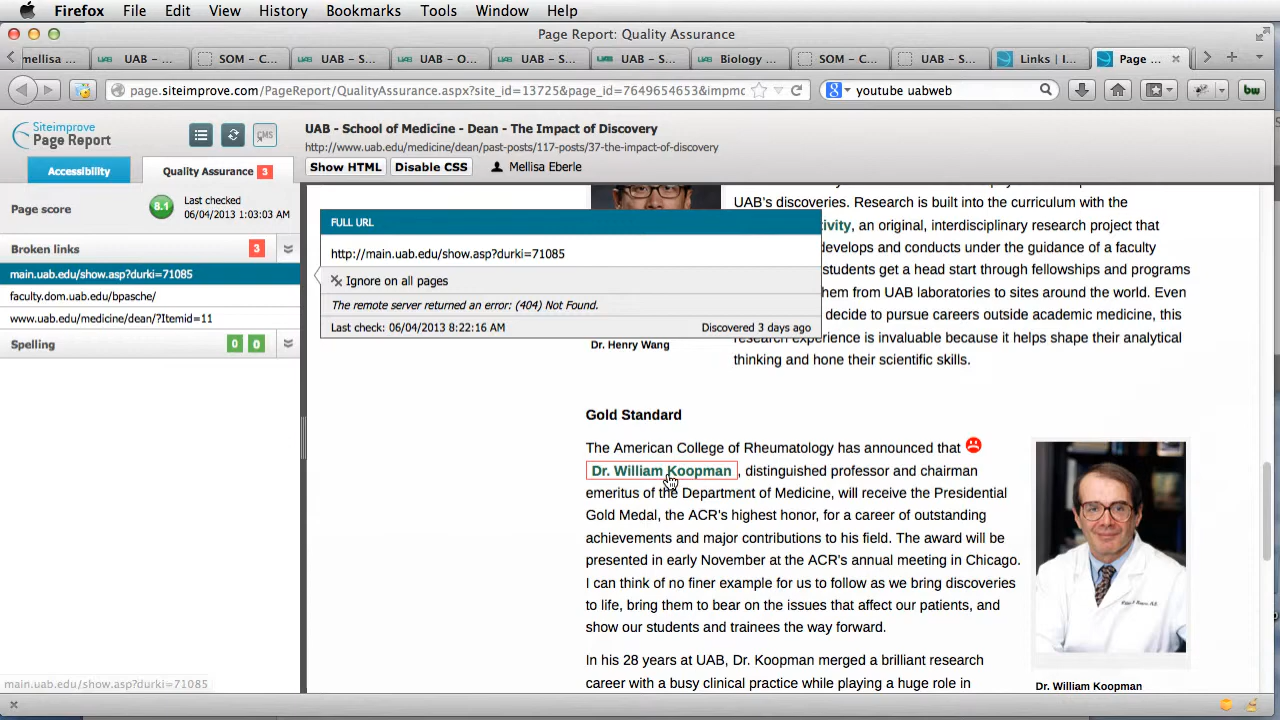 Firefox File Edit View History Bookmarks Tools Window Help
Page Report: Quality Assurance
mellisa ... UAB - ... SOM – C... UAB – S... UAB – O... UAB – S... UAB – S... Biology ... SOM – C... UAB – S... Links | I... Page ...
page.siteimprove.com/PageReport/QualityAssurance.aspx?site_id=13725&page_id=7649654653&impmc
youtube uabweb
bw
Siteimprove
Page Report
CMS
UAB - School of Medicine - Dean - The Impact of Discovery
http://www.uab.edu/medicine/dean/past-posts/117-posts/37-the-impact-of-discovery
Show HTML Disable CSS Mellisa Eberle
Accessibility Quality Assurance 3
Page score 8.1 Last checked
06/04/2013 1:03:03 AM
Broken links 3
main.uab.edu/show.asp?durki=71085
faculty.dom.uab.edu/bpasche/
www.uab.edu/medicine/dean/?Itemid=11
Spelling 0 0
FULL URL
http://main.uab.edu/show.asp?durki=71085
Ignore on all pages
The remote server returned an error: (404) Not Found.
Last check: 06/04/2013 8:22:16 AM Discovered 3 days ago
UAB's discoveries. Research is built into the curriculum with the
tivity, an original, interdisciplinary research project that
develops and conducts under the guidance of a faculty
students get a head start through fellowships and programs
hem from UAB laboratories to sites around the world. Even
decide to pursue careers outside academic medicine, this
research experience is invaluable because it helps shape their analytical
thinking and hone their scientific skills.
Dr. Henry Wang
Gold Standard
The American College of Rheumatology has announced that
Dr. William Koopman, distinguished professor and chairman
emeritus of the Department of Medicine, will receive the Presidential
Gold Medal, the ACR's highest honor, for a career of outstanding
achievements and major contributions to his field. The award will be
presented in early November at the ACR's annual meeting in Chicago.
I can think of no finer example for us to follow as we bring discoveries
to life, bring them to bear on the issues that affect our patients, and
show our students and trainees the way forward.
In his 28 years at UAB, Dr. Koopman merged a brilliant research
career with a busy clinical practice while playing a huge role in
Dr. William Koopman
main.uab.edu/show.asp?durki=71085